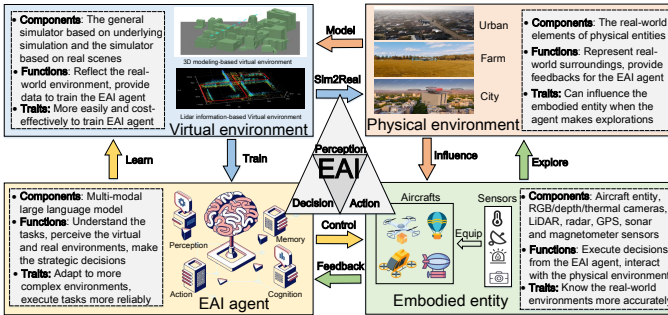 Components: The general
simulator based on underlying
simulation and the simulator
based on real scenes
Functions: Reflect the real-
world environment, provide
data to train the EAI agent
Traits: More easily and cost-
effectively to train EAI agent
3D modeling-based virtual environment
Lidar information-based Virtual environment
Virtual environment
Model
Sim2Real
Urban
Farm
City
Physical environment
Components: The real-world
elements of physical entities
Functions: Represent real-
world surroundings, provide
feedbacks for the EAI agent
Traits: Can influence the
embodied entity when the
agent makes explorations
Learn
Train
Perception
EAI
Decision
Action
Influence
Explore
Components: Multi-modal
large language model
Functions: Understand the
tasks, perceive the virtual
and real environments, make
the strategic decisions
Traits: Adapt to more
complex environments,
execute tasks more reliably
Perception
Memory
Action
Cognition
EAI agent
Control
Feedback
Aircrafts
Sensors
Equip
Embodied entity
Components: Aircraft entity,
RGB/depth/thermal cameras,
LiDAR, radar, GPS, sonar
and magnetometer sensors
Functions: Execute decisions
from the EAI agent, interact
with the physical environment
Traits: Know the real-world
environments more accurately